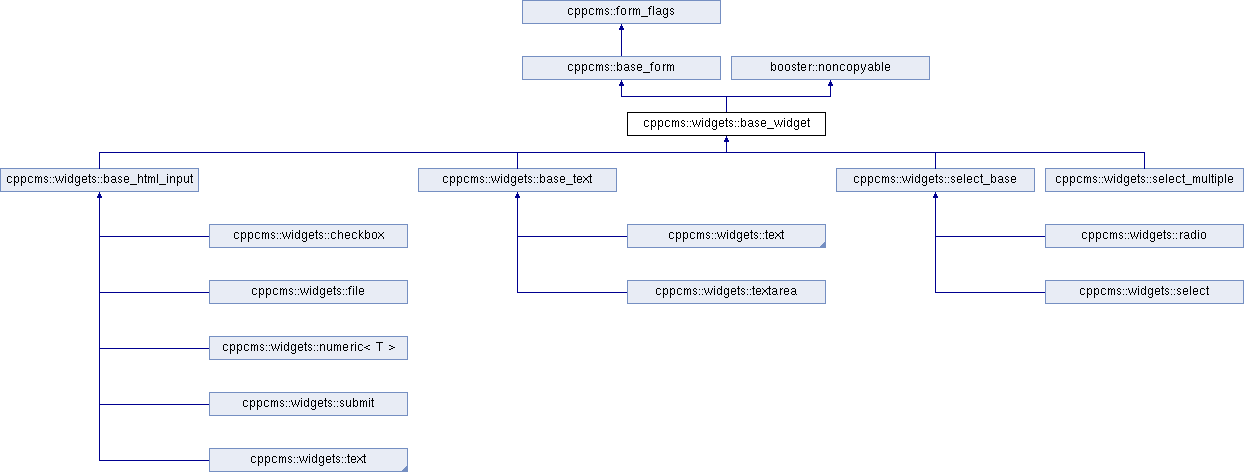 cppcms::form_flags
cppcms::base_form
booster::noncopyable
cppcms::widgets::base_widget
cppcms::widgets::base_html_input
cppcms::widgets::base_text
cppcms::widgets::select_base
cppcms::widgets::select_multiple
cppcms::widgets::checkbox
cppcms::widgets::text
cppcms::widgets::radio
cppcms::widgets::file
cppcms::widgets::textarea
cppcms::widgets::select
cppcms::widgets::numeric< T >
cppcms::widgets::submit
cppcms::widgets::text